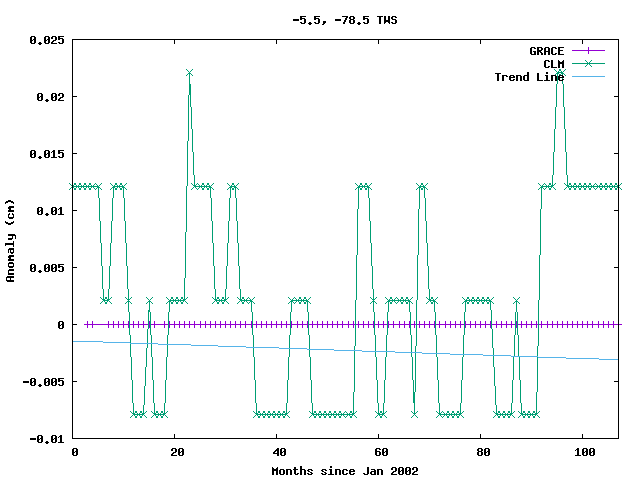 -5.5, -78.5 TWS
0.025
0.02
0.015
0.01
0.005
0
-0.005
-0.01
Anomaly (cm)
GRACE
CLM
Trend Line
0 20 40 60 80 100
Months since Jan 2002